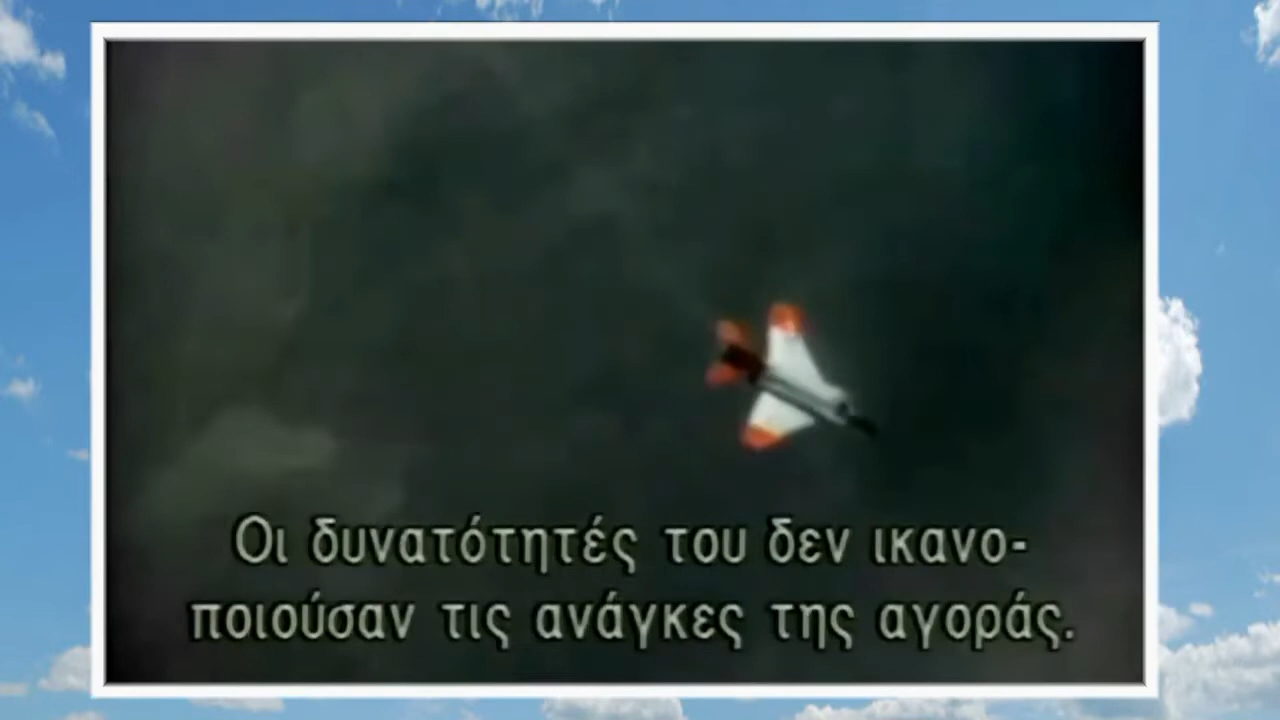 Οι δυνατότητές του δεν ικανο-
ποιούσαν τις ανάγκες της αγοράς.